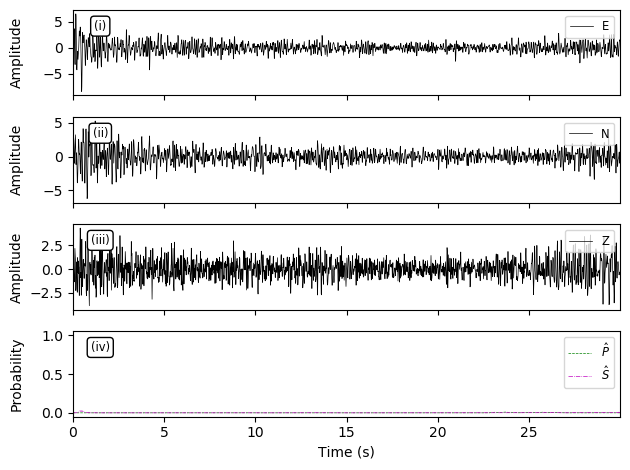 Amplitude
5
0
−5
(i)
E
Amplitude
5
0
−5
(ii)
N
Amplitude
2.5
0.0
−2.5
(iii)
Z
Probability
1.0
0.5
0.0
(iv)
P̂
Ŝ
0 5 10 15 20 25
Time (s)